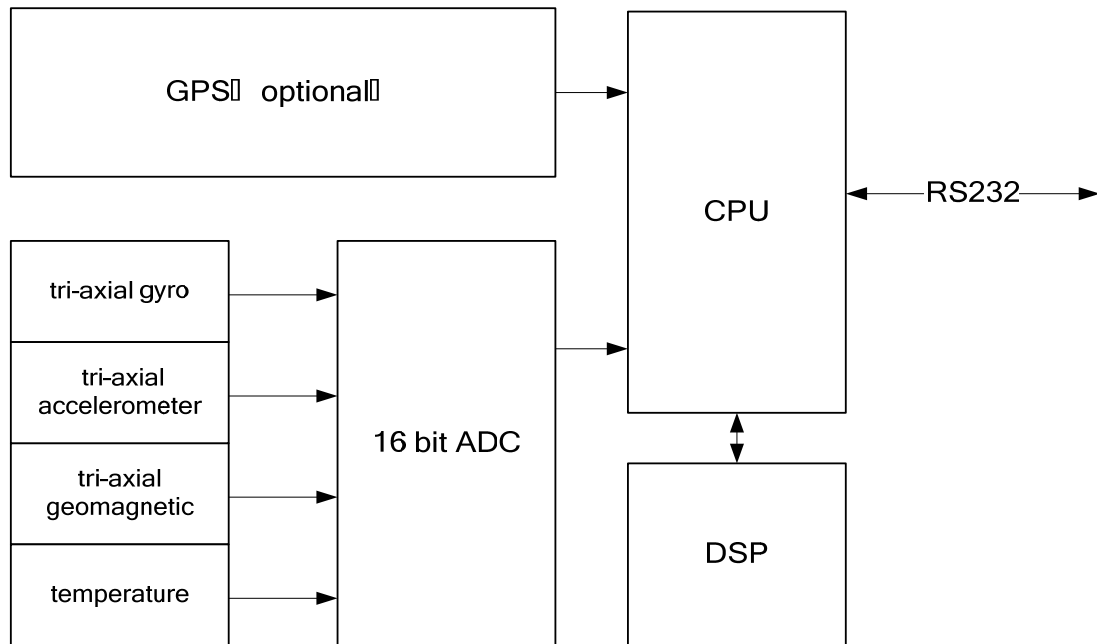 GPS▯ optional▯
CPU
RS232
tri-axial gyro
tri-axial
accelerometer
16 bit ADC
tri-axial
geomagnetic
DSP
temperature